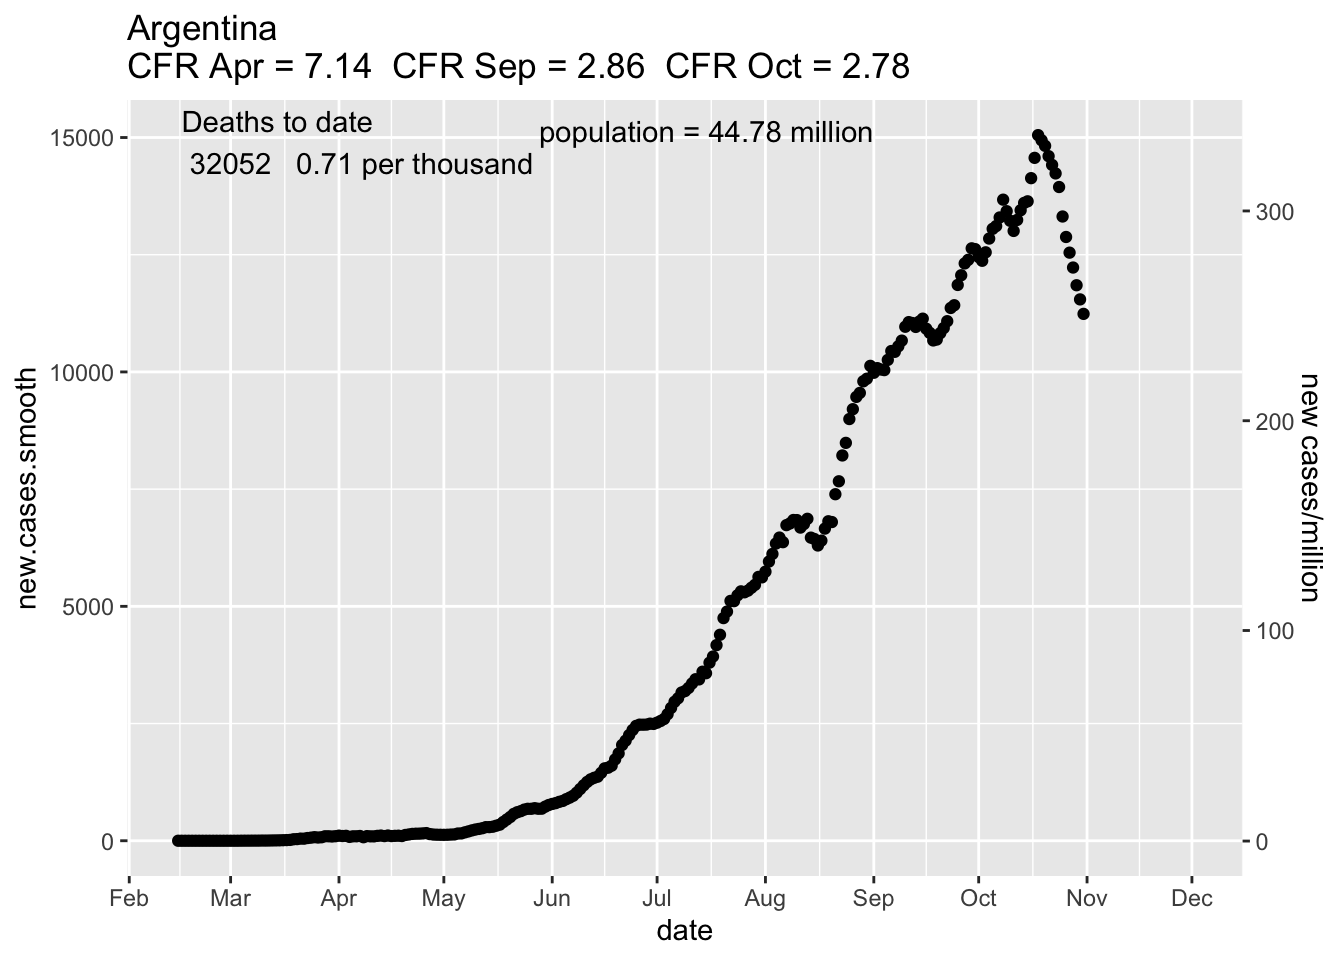 Argentina
CFR Apr = 7.14  CFR Sep = 2.86  CFR Oct = 2.78
Deaths to date
population = 44.78 million
32052   0.71 per thousand
15000
10000
5000
0
new.cases.smooth
300
200
100
0
new cases/million
Feb Mar Apr May Jun Jul Aug Sep Oct Nov Dec
date